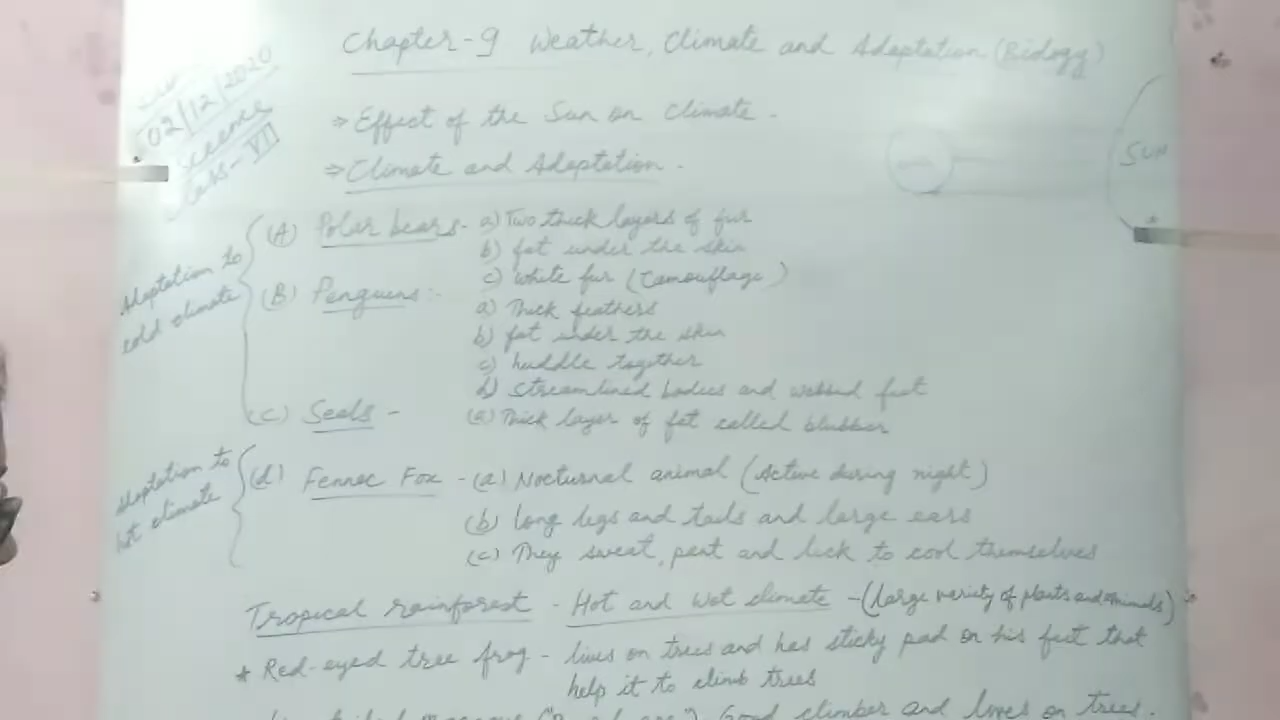 Chapter-9 Weather, Climate and Adaptation (Biology)
02/12/2020
Science
Class-VI
⇒ Effect of the Sun on Climate.
⇒ Climate and Adaptation.
SUN
Adaptation to cold climate
(A) Polar bears - a) Two thick layers of fur
b) fat under the skin
c) White fur (Camouflage)
(B) Penguins :-
a) Thick feathers
b) fat under the skin
c) huddle together
d) Streamlined bodies and webbed feet
(C) Seals - (a) Thick layer of fat called blubber
Adaptation to hot climate
(d) Fennec Fox - (a) Nocturnal animal (Active during night)
(b) long legs and tails and large ears
(c) They sweat, pant and lick to cool themselves
Tropical rainforest - Hot and Wet climate - (large variety of plants and animals)
* Red-eyed tree frog - lives on trees and has sticky pad on his feet that
help it to climb trees
Good climber and lives on trees.